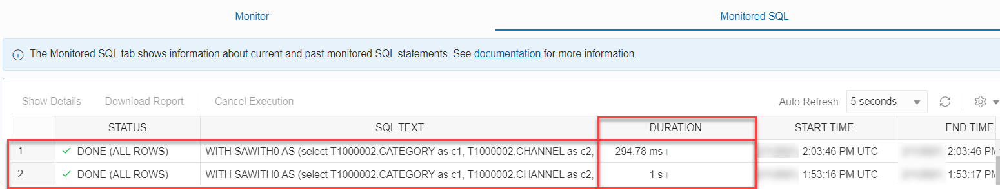 Monitor Monitored SQL
The Monitored SQL tab shows information about current and past monitored SQL statements. See documentation for more information.
Show Details Download Report Cancel Execution Auto Refresh 5 seconds
STATUS SQL TEXT DURATION START TIME END TIME
1 DONE (ALL ROWS) WITH SAWITH0 AS (select T1000002.CATEGORY as c1, T1000002.CHANNEL as c2, 294.78 ms 2:03:46 PM UTC 2:03:46 PM
2 DONE (ALL ROWS) WITH SAWITH0 AS (select T1000002.CATEGORY as c1, T1000002.CHANNEL as c2, 1 s 1:53:16 PM UTC 1:53:17 PM